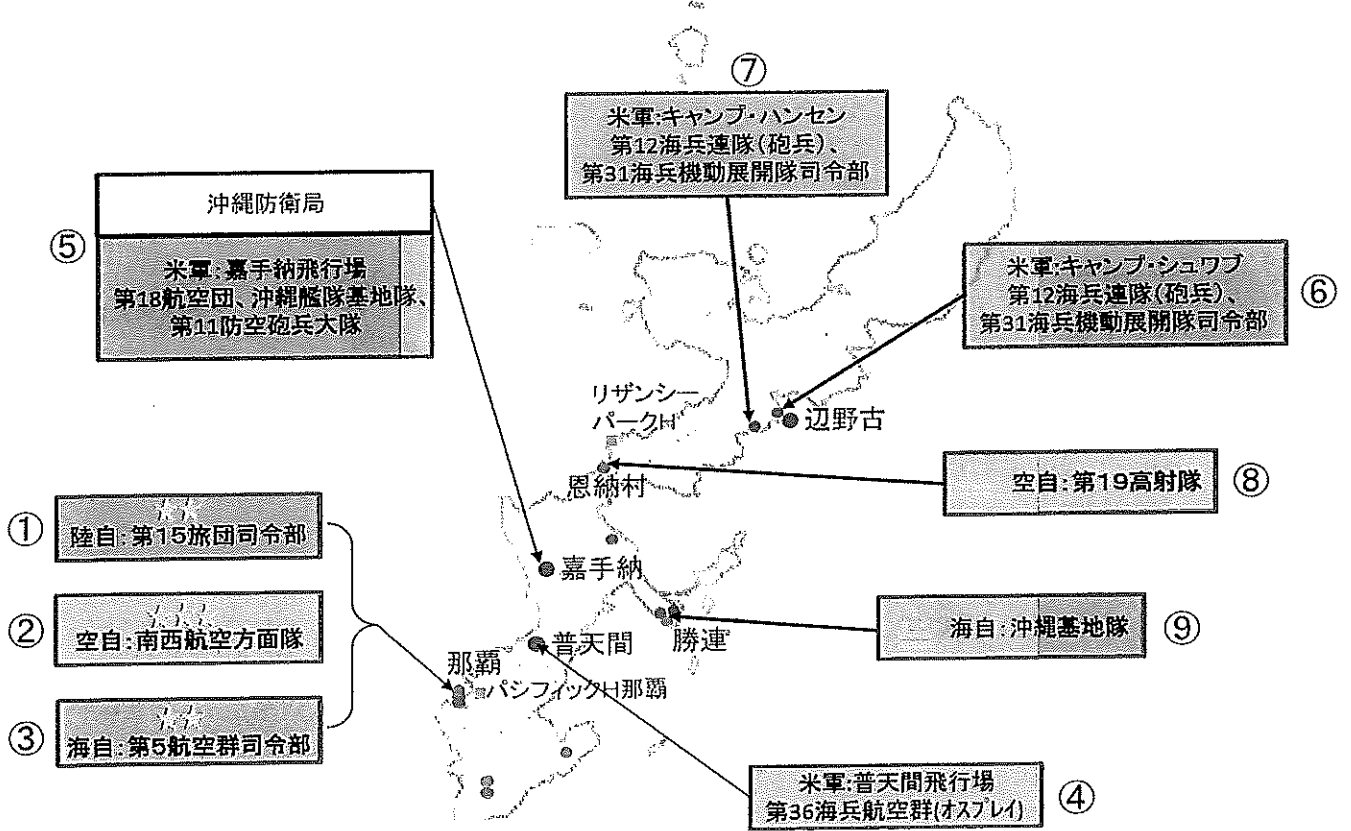 ⑦
米軍:キャンプ・ハンセン
第12海兵連隊(砲兵)、
第31海兵機動展開隊司令部
沖縄防衛局
⑤
米軍:嘉手納飛行場
第18航空団、沖縄艦隊基地隊、
第11防空砲兵大隊
米軍:キャンプ・シュワブ
第12海兵連隊(砲兵)、
第31海兵機動展開隊司令部
⑥
リザンシー
パークH
辺野古
恩納村
空自:第19高射隊
⑧
①
陸自:第15旅団司令部
嘉手納
②
空自:南西航空方面隊
普天間
勝連
海自:沖縄基地隊
⑨
那覇
パシフィックH那覇
③
海自:第5航空群司令部
米軍:普天間飛行場
第36海兵航空群(オスプレイ)
④